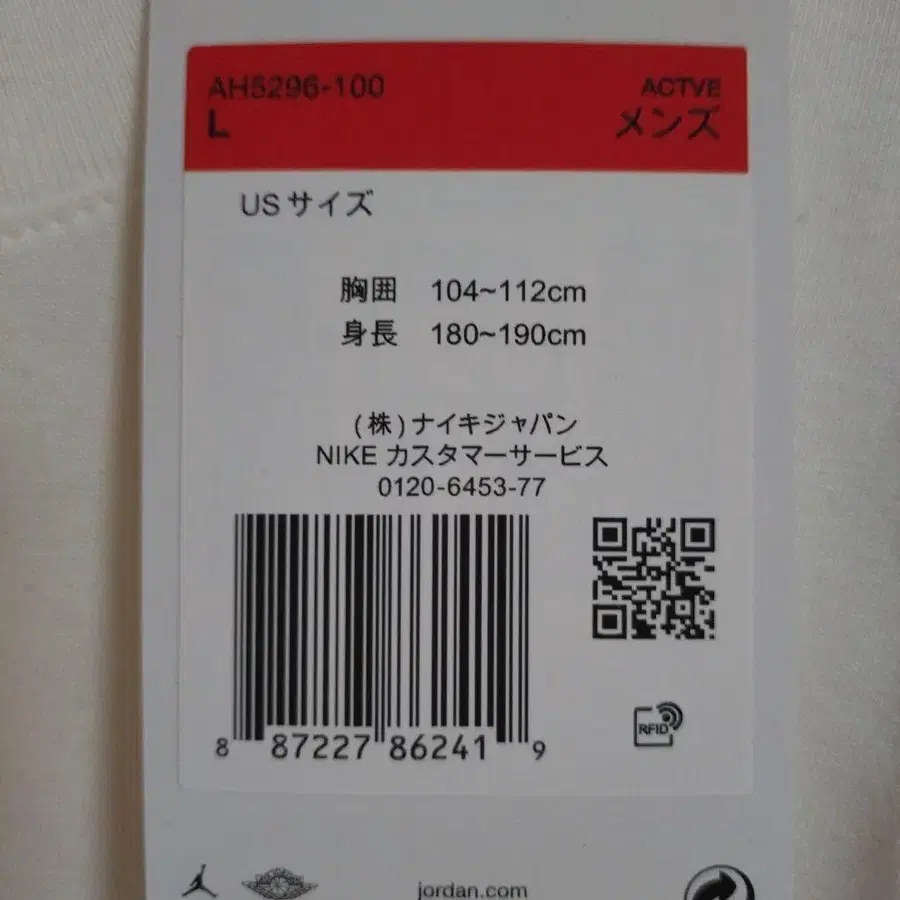 AH5296-100 ACTVE
L メンズ
US サイズ
胸囲 104~112cm
身長 180~190cm
(株)ナイキジャパン
NIKE カスタマーサービス
0120-6453-77
RFID
8 87227 86241 9
jordan.com